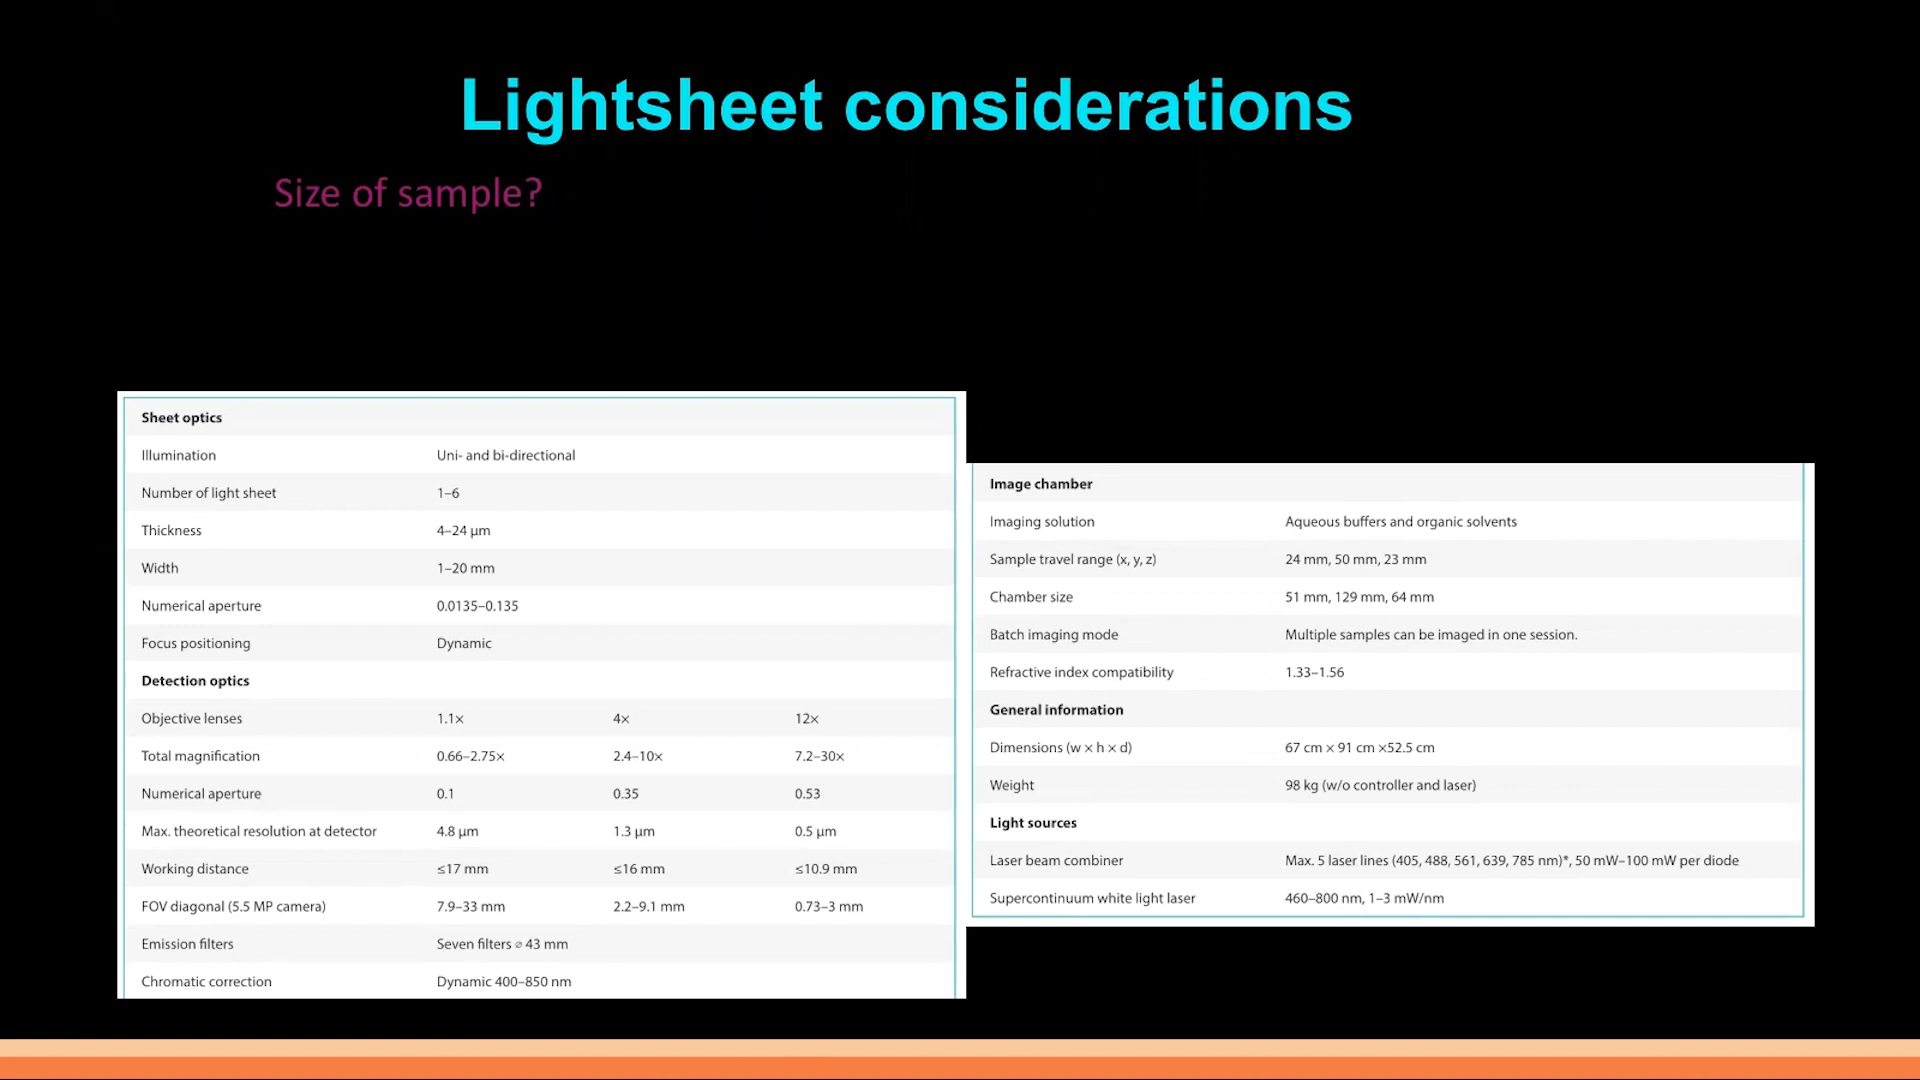 Lightsheet considerations
Size of sample?
Sheet optics
Illumination Uni- and bi-directional
Number of light sheet 1–6
Thickness 4–24 µm
Width 1–20 mm
Numerical aperture 0.0135–0.135
Focus positioning Dynamic
Detection optics
Objective lenses 1.1× 4× 12×
Total magnification 0.66–2.75× 2.4–10× 7.2–30×
Numerical aperture 0.1 0.35 0.53
Max. theoretical resolution at detector 4.8 µm 1.3 µm 0.5 µm
Working distance ≤17 mm ≤16 mm ≤10.9 mm
FOV diagonal (5.5 MP camera) 7.9–33 mm 2.2–9.1 mm 0.73–3 mm
Emission filters Seven filters ⌀ 43 mm
Chromatic correction Dynamic 400–850 nm
Image chamber
Imaging solution Aqueous buffers and organic solvents
Sample travel range (x, y, z) 24 mm, 50 mm, 23 mm
Chamber size 51 mm, 129 mm, 64 mm
Batch imaging mode Multiple samples can be imaged in one session.
Refractive index compatibility 1.33–1.56
General information
Dimensions (w × h × d) 67 cm × 91 cm ×52.5 cm
Weight 98 kg (w/o controller and laser)
Light sources
Laser beam combiner Max. 5 laser lines (405, 488, 561, 639, 785 nm)*, 50 mW–100 mW per diode
Supercontinuum white light laser 460–800 nm, 1–3 mW/nm